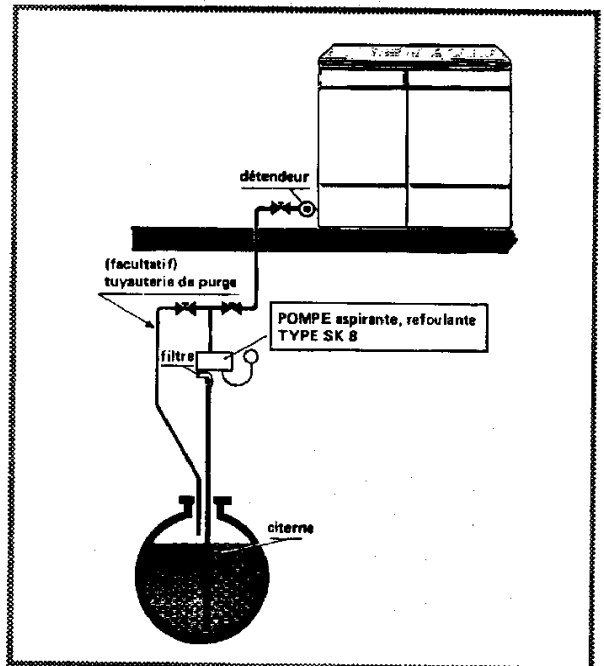 détendeur
(facultatif)
tuyauterie de purge
POMPE aspirante, refoulante
TYPE SK 8
filtre
citerne